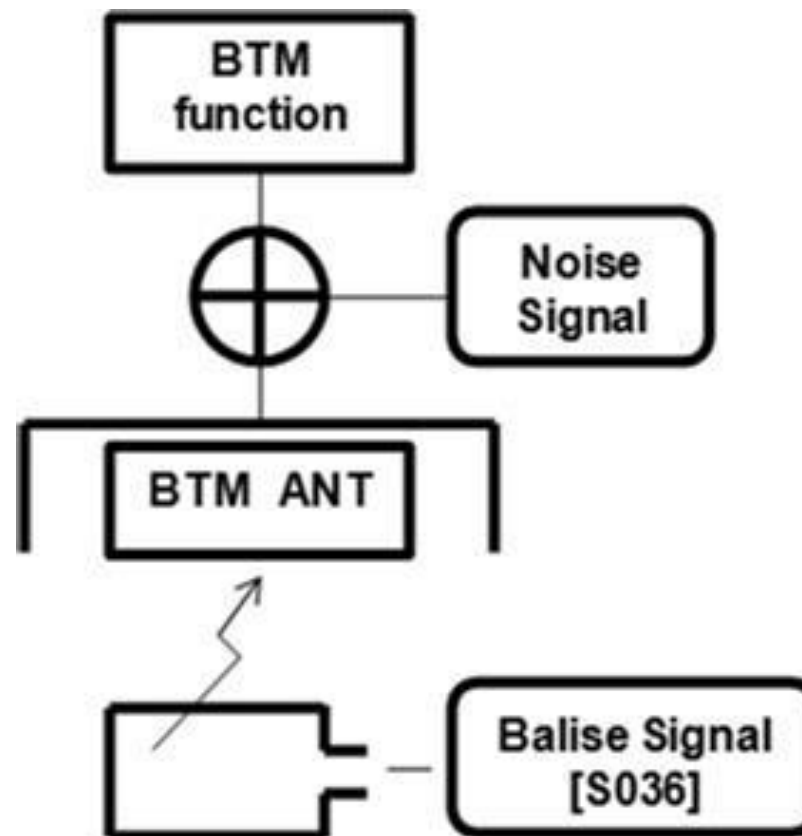 BTM
function
Noise
Signal
BTM ANT
Balise Signal
[S036]